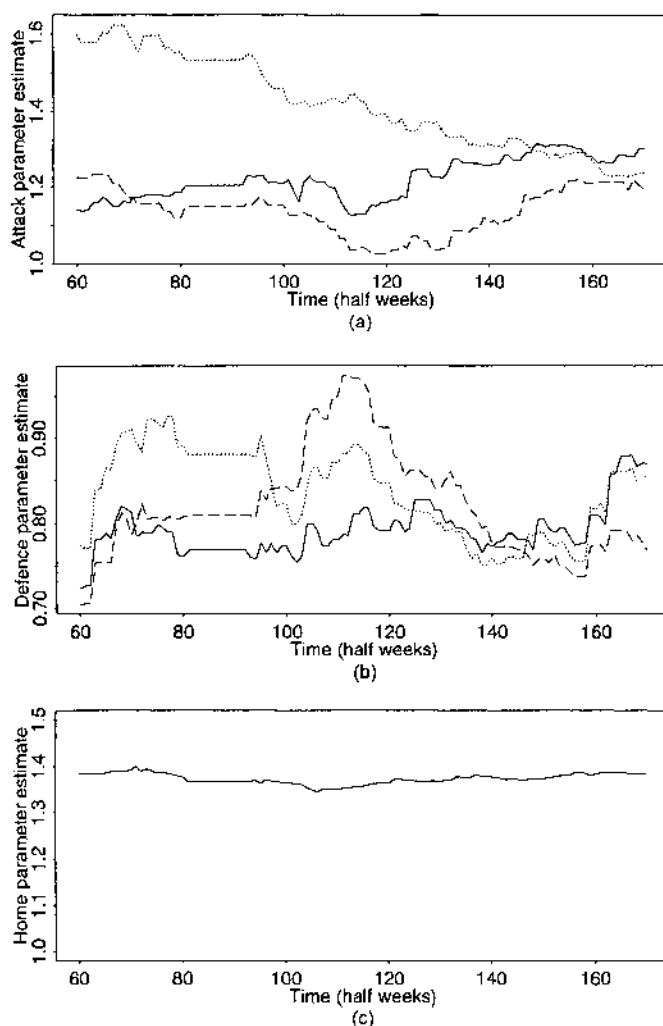 Attack parameter estimate
1.0 1.2 1.4 1.6
60 80 100 120 140 160
Time (half weeks)
(a)
Defence parameter estimate
0.70 0.80 0.90
60 80 100 120 140 160
Time (half weeks)
(b)
Home parameter estimate
1.0 1.1 1.2 1.3 1.4 1.5
60 80 100 120 140 160
Time (half weeks)
(c)